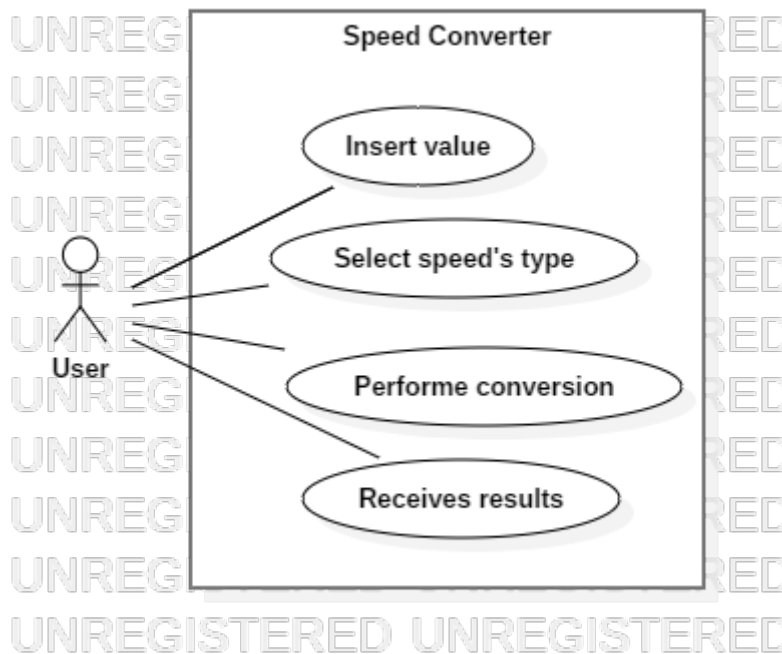 Speed Converter
Insert value
Select speed's type
Performe conversion
Receives results
User
UNREGISTERED UNREGISTERED